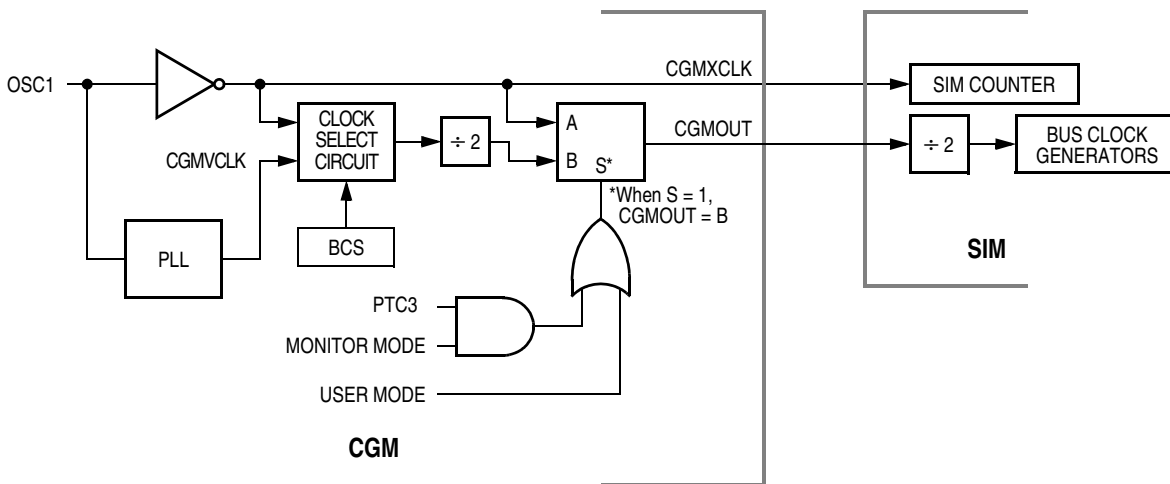 OSC1
CGMXCLK
SIM COUNTER
CLOCK
SELECT
CIRCUIT
÷ 2
A
B
S*
CGMOUT
÷ 2
BUS CLOCK
GENERATORS
CGMVCLK
*When S = 1,
CGMOUT = B
BCS
PLL
SIM
PTC3
MONITOR MODE
USER MODE
CGM